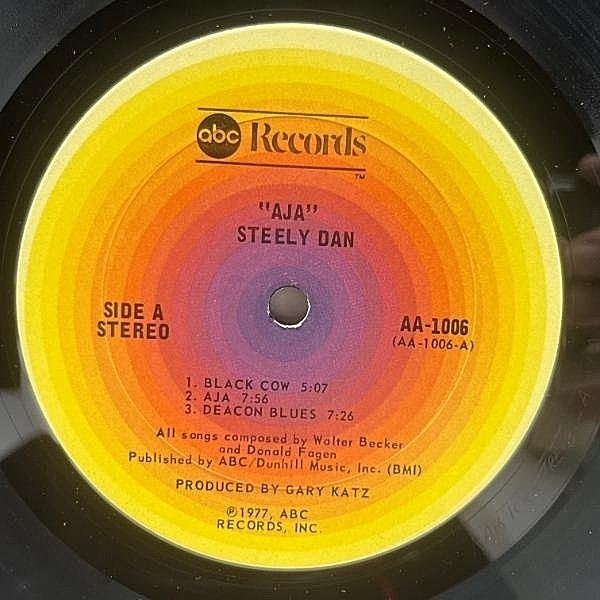 abc Records
TM
"AJA"
STEELY DAN
SIDE A
STEREO
AA-1006
(AA-1006-A)
1. BLACK COW 5:07
2. AJA 7:56
3. DEACON BLUES 7:26
All songs composed by Walter Becker
and Donald Fagen
Published by ABC/Dunhill Music, Inc. (BMI)
PRODUCED BY GARY KATZ
℗1977, ABC
RECORDS, INC.